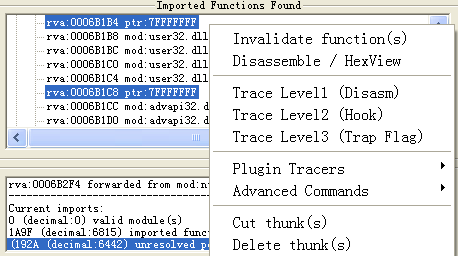 Imported Functions Found
rva:0006B1B4 ptr:7FFFFFFF
rva:0006B1B8 mod:user32.dll
rva:0006B1BC mod:user32.dll
rva:0006B1C0 mod:user32.dll
rva:0006B1C4 mod:user32.dll
rva:0006B1C8 ptr:7FFFFFFF
rva:0006B1CC mod:advapi32.d
rva:0006B1D0 mod:advapi32.d
Invalidate function(s)
Disassemble / HexView
Trace Level1 (Disasm)
Trace Level2 (Hook)
Trace Level3 (Trap Flag)
Plugin Tracers
Advanced Commands
Cut thunk(s)
Delete thunk(s)
rva:0006B2F4 forwarded from mod:n
Current imports:
0 (decimal:0) valid module(s)
1A9F (decimal:6815) imported func
(192A (decimal:6442) unresolved p